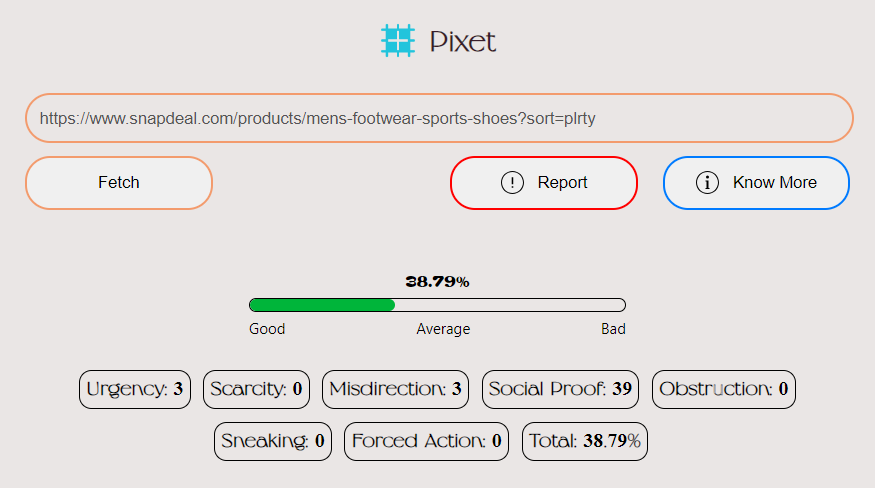 Pixet
https://www.snapdeal.com/products/mens-footwear-sports-shoes?sort=plrty
Fetch
Report
Know More
38.79%
Good Average Bad
Urgency: 3 Scarcity: 0 Misdirection: 3 Social Proof: 39 Obstruction: 0
Sneaking: 0 Forced Action: 0 Total: 38.79%